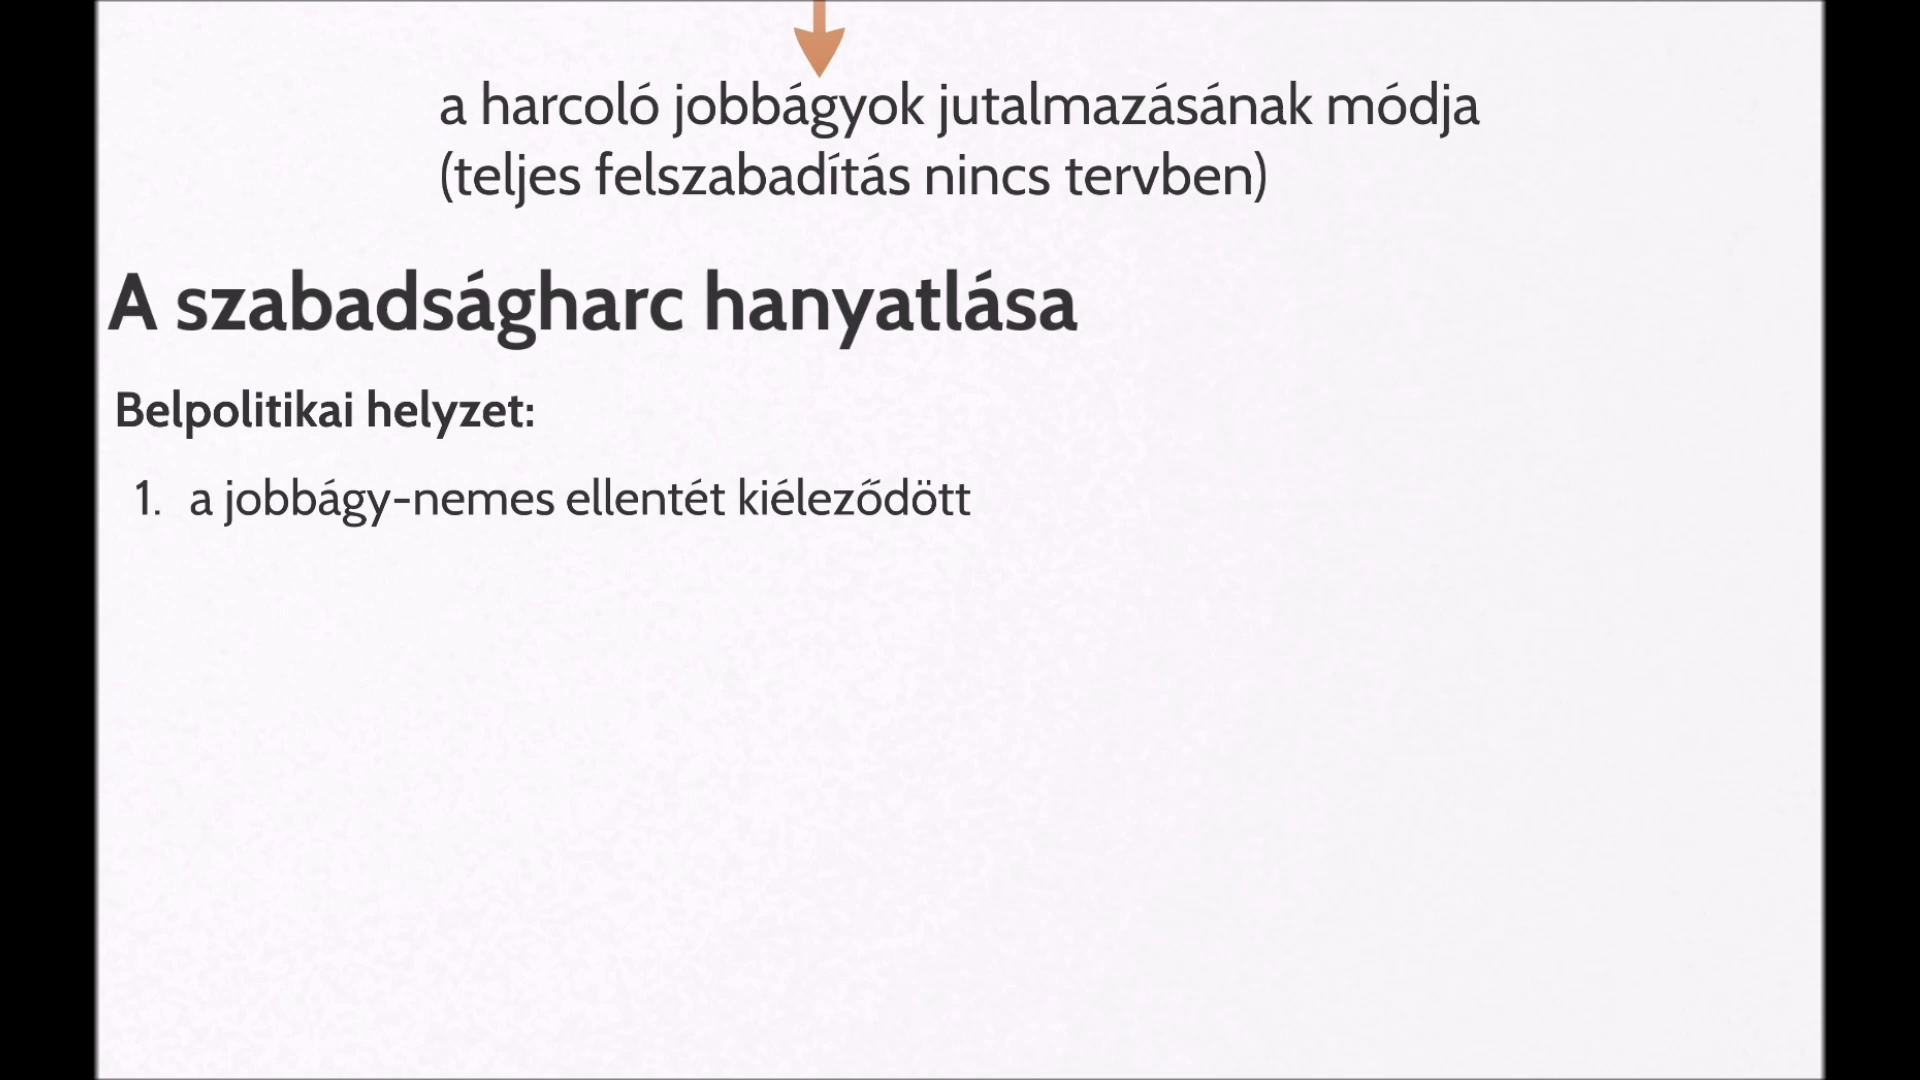 a harcoló jobbágyok jutalmazásának módja
(teljes felszabadítás nincs tervben)
A szabadságharc hanyatlása
Belpolitikai helyzet:
1. a jobbágy-nemes ellentét kiéleződött